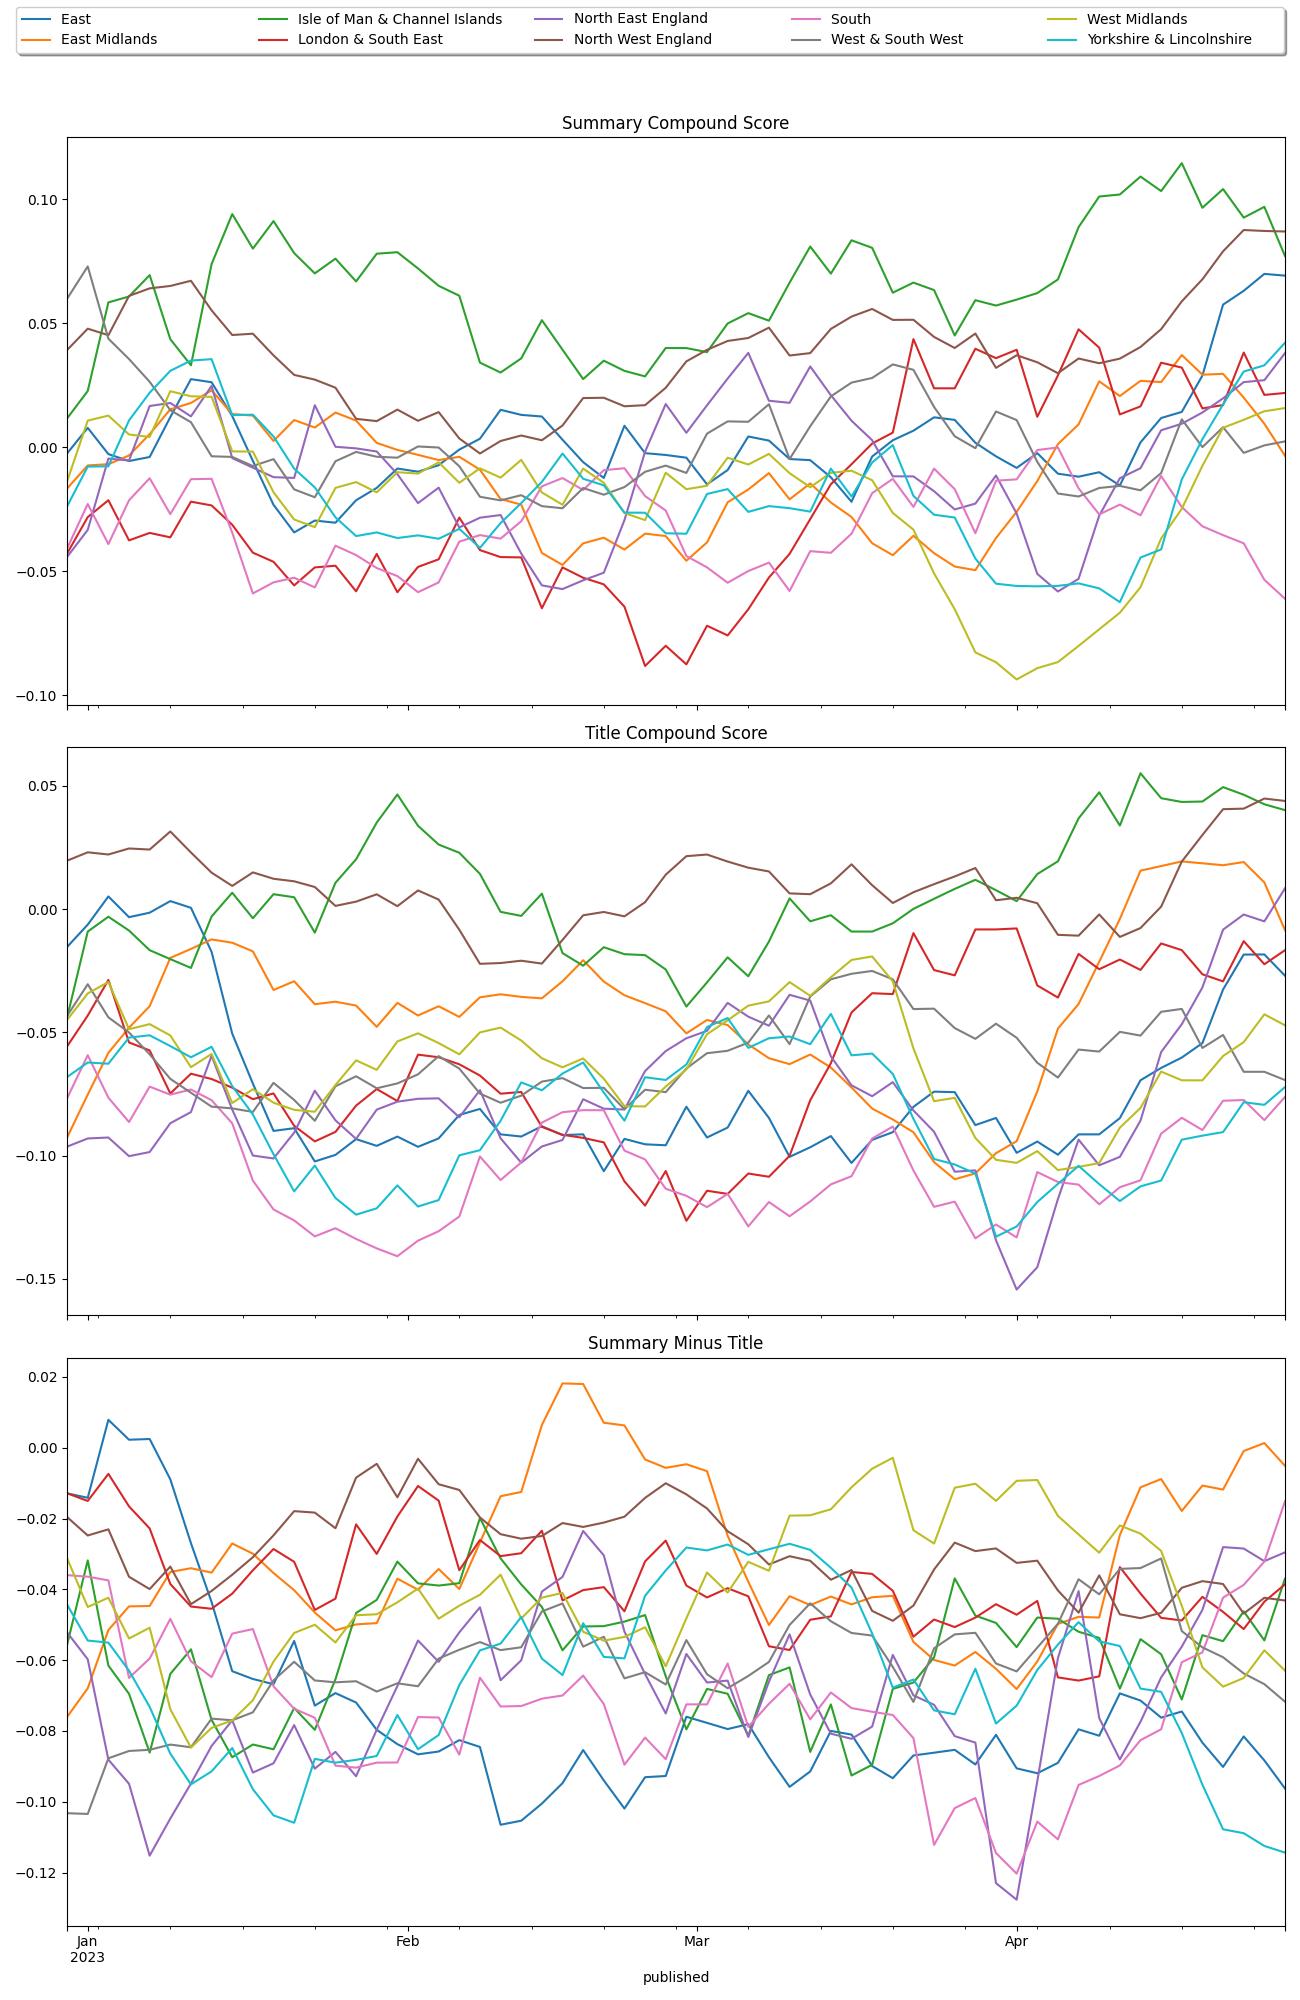 East
East Midlands
Isle of Man & Channel Islands
London & South East
North East England
North West England
South
West & South West
West Midlands
Yorkshire & Lincolnshire
Summary Compound Score
0.10
0.05
0.00
−0.05
−0.10
Title Compound Score
0.05
0.00
−0.05
−0.10
−0.15
Summary Minus Title
0.02
0.00
−0.02
−0.04
−0.06
−0.08
−0.10
−0.12
Jan Feb Mar Apr
2023
published